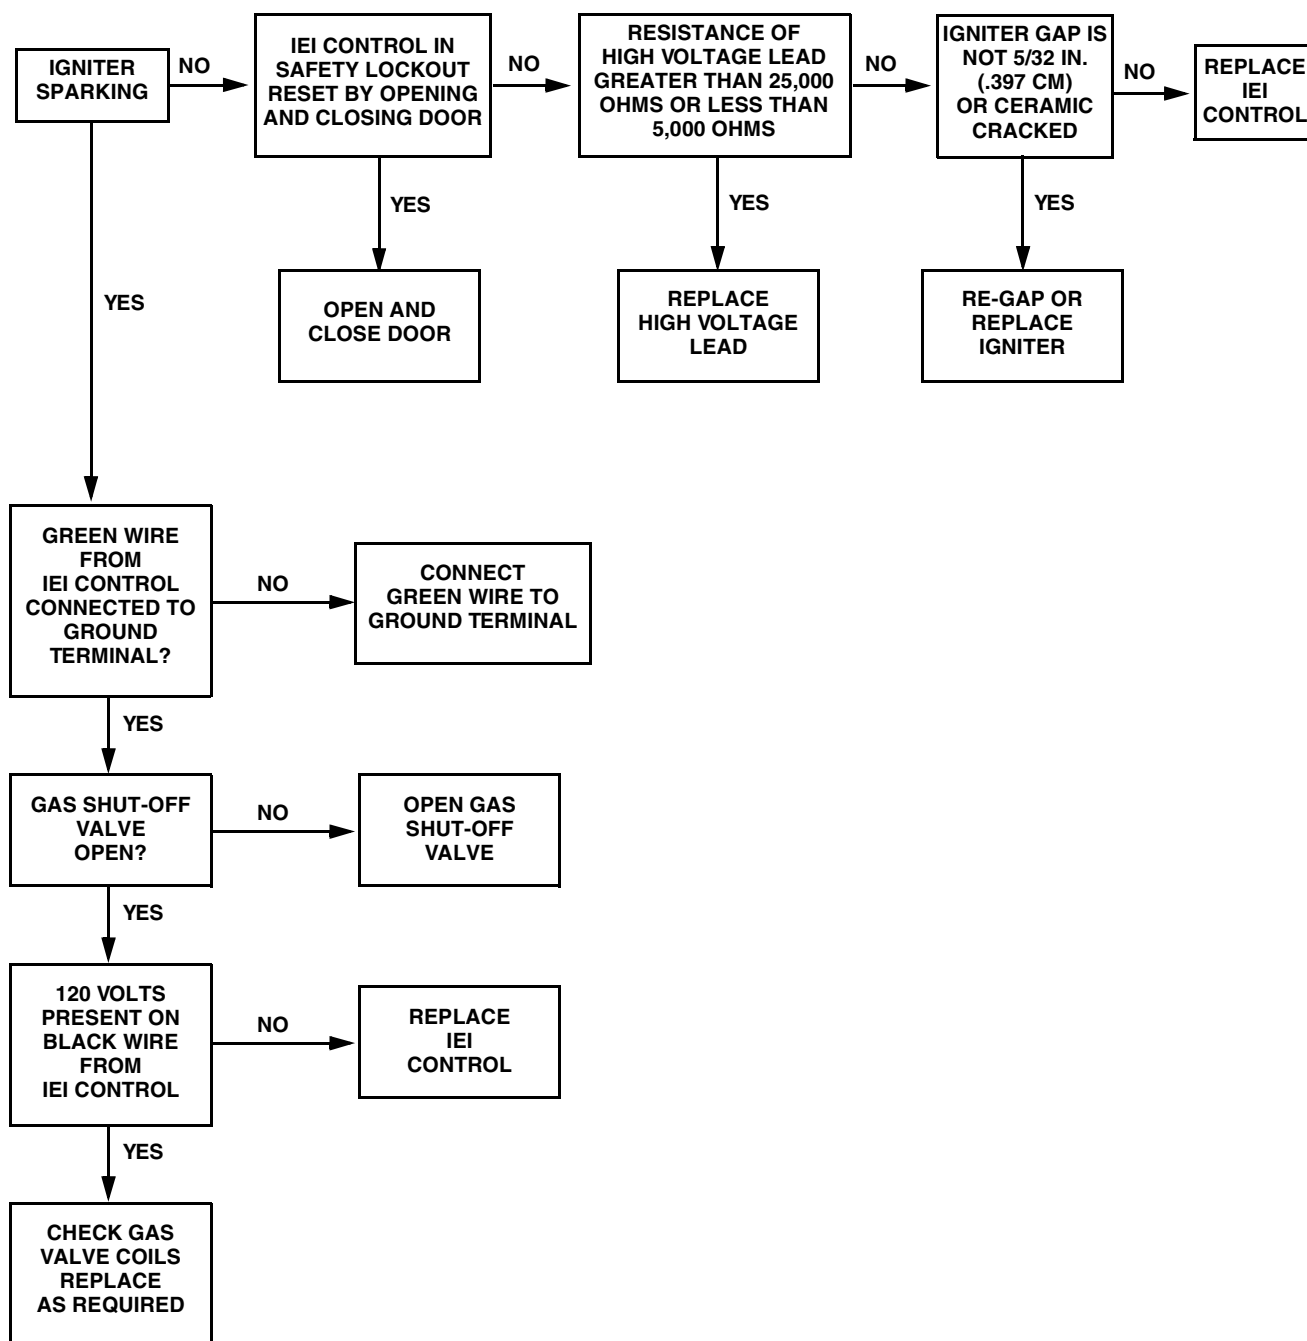 IGNITER
SPARKING
NO
IEI CONTROL IN
SAFETY LOCKOUT
RESET BY OPENING
AND CLOSING DOOR
NO
RESISTANCE OF
HIGH VOLTAGE LEAD
GREATER THAN 25,000
OHMS OR LESS THAN
5,000 OHMS
NO
IGNITER GAP IS
NOT 5/32 IN.
(.397 CM)
OR CERAMIC
CRACKED
NO
REPLACE
IEI
CONTROL
YES
YES
YES
YES
OPEN AND
CLOSE DOOR
REPLACE
HIGH VOLTAGE
LEAD
RE-GAP OR
REPLACE
IGNITER
GREEN WIRE
FROM
IEI CONTROL
CONNECTED TO
GROUND
TERMINAL?
NO
CONNECT
GREEN WIRE TO
GROUND TERMINAL
YES
GAS SHUT-OFF
VALVE
OPEN?
NO
OPEN GAS
SHUT-OFF
VALVE
YES
120 VOLTS
PRESENT ON
BLACK WIRE
FROM
IEI CONTROL
NO
REPLACE
IEI
CONTROL
YES
CHECK GAS
VALVE COILS
REPLACE
AS REQUIRED